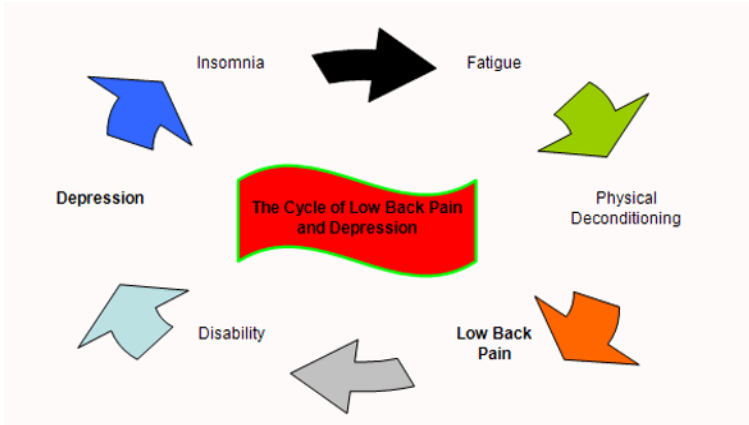 Insomnia
Fatigue
Depression
The Cycle of Low Back Pain
and Depression
Physical
Deconditioning
Disability
Low Back
Pain